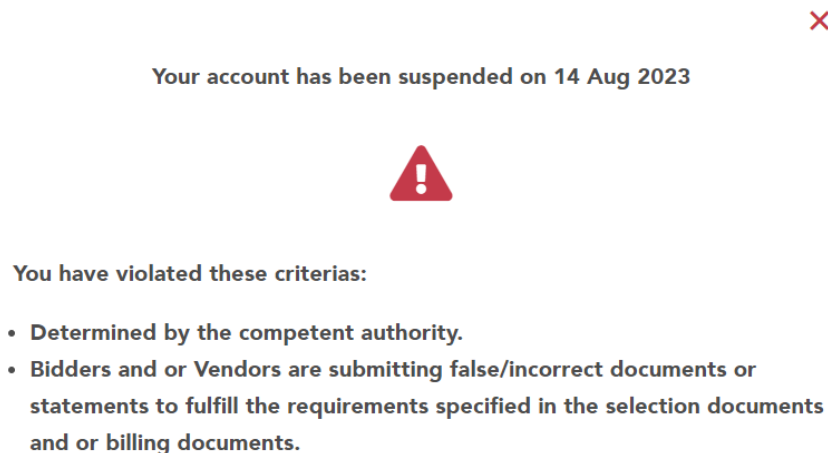 Your account has been suspended on 14 Aug 2023
You have violated these criterias:
• Determined by the competent authority.
• Bidders and or Vendors are submitting false/incorrect documents or
statements to fulfill the requirements specified in the selection documents
and or billing documents.